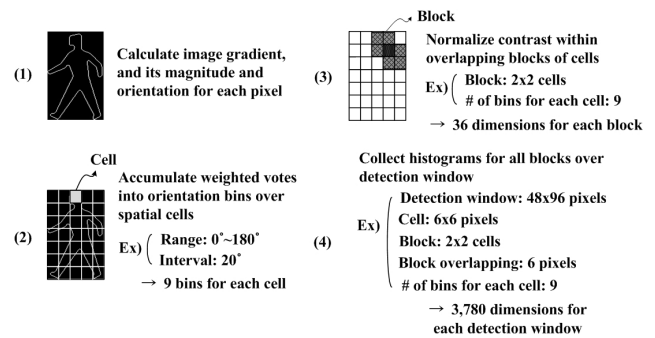 (1)
Calculate image gradient,
and its magnitude and
orientation for each pixel
(2)
Cell
Accumulate weighted votes
into orientation bins over
spatial cells
Ex) Range: 0˚~180˚
Interval: 20˚
→ 9 bins for each cell
(3)
Block
Normalize contrast within
overlapping blocks of cells
Ex) Block: 2x2 cells
# of bins for each cell: 9
→ 36 dimensions for each block
(4)
Collect histograms for all blocks over
detection window
Ex) Detection window: 48x96 pixels
Cell: 6x6 pixels
Block: 2x2 cells
Block overlapping: 6 pixels
# of bins for each cell: 9
→ 3,780 dimensions for
each detection window